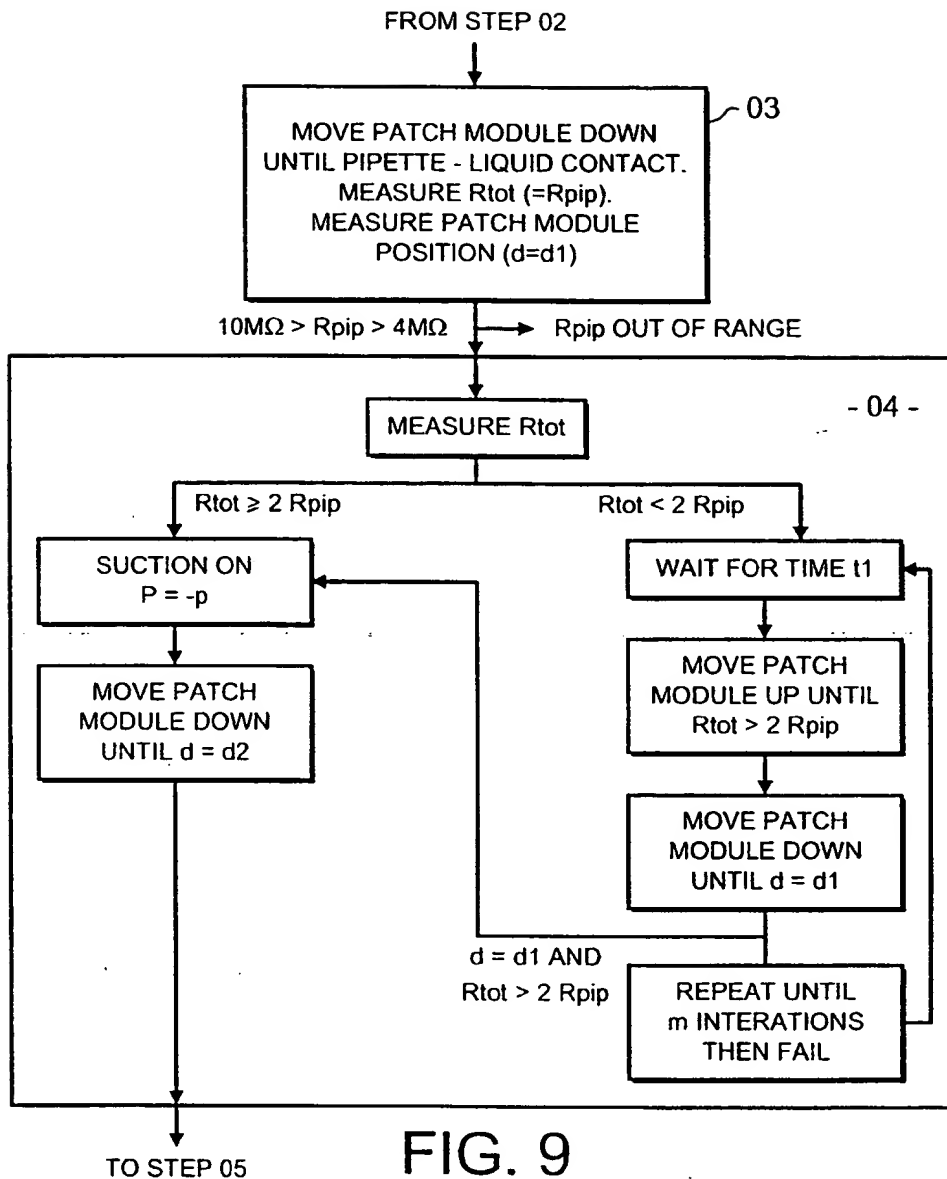 FROM STEP 02
03
MOVE PATCH MODULE DOWN
UNTIL PIPETTE - LIQUID CONTACT.
MEASURE Rtot (=Rpip).
MEASURE PATCH MODULE
POSITION (d=d1)
10MΩ > Rpip > 4MΩ
Rpip OUT OF RANGE
- 04 -
MEASURE Rtot
Rtot ⩾ 2 Rpip
Rtot < 2 Rpip
SUCTION ON
P = -p
MOVE PATCH
MODULE DOWN
UNTIL d = d2
WAIT FOR TIME t1
MOVE PATCH
MODULE UP UNTIL
Rtot > 2 Rpip
MOVE PATCH
MODULE DOWN
UNTIL d = d1
d = d1 AND
Rtot > 2 Rpip
REPEAT UNTIL
m INTERATIONS
THEN FAIL
TO STEP 05
FIG. 9